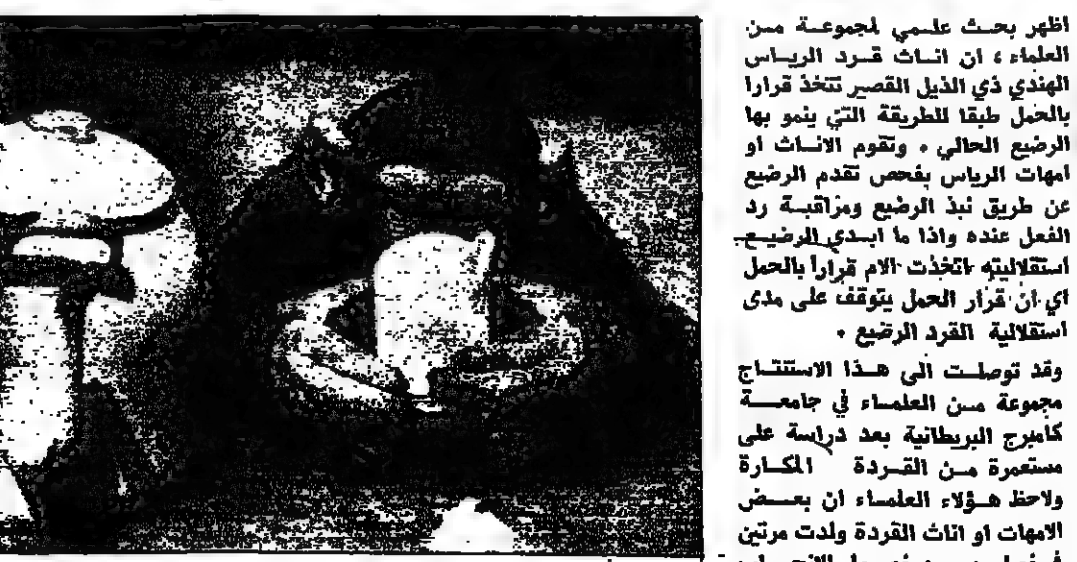 اظهر بحث علمي لمجموعة من
العلماء ، ان اناث قرد الرياس
الهندي ذي الذيل القصير تتخذ قرارا
بالحمل طبقا للطريقة التي ينمو بها
الرضيع الحالي . وتقوم الاناث او
امهات الرياس بفحص تقدم الرضيع
عن طريق نبذ الرضيع ومراقبة رد
الفعل عنده واذا ما ابدي الرضيع
استقلاليته اتخذت الام قراراً بالحمل
اي ان قرار الحمل يتوقف على مدى
استقلالية القرد الرضيع .
وقد توصلت الى هذا الاستنتاج
مجموعة من العلماء في جامعة
كامبرج البريطانية بعد دراسة على
مستعمرة من القردة المكارة
ولاحظ هؤلاء العلماء ان بعض
الامهات او اناث القردة ولدت مرتين